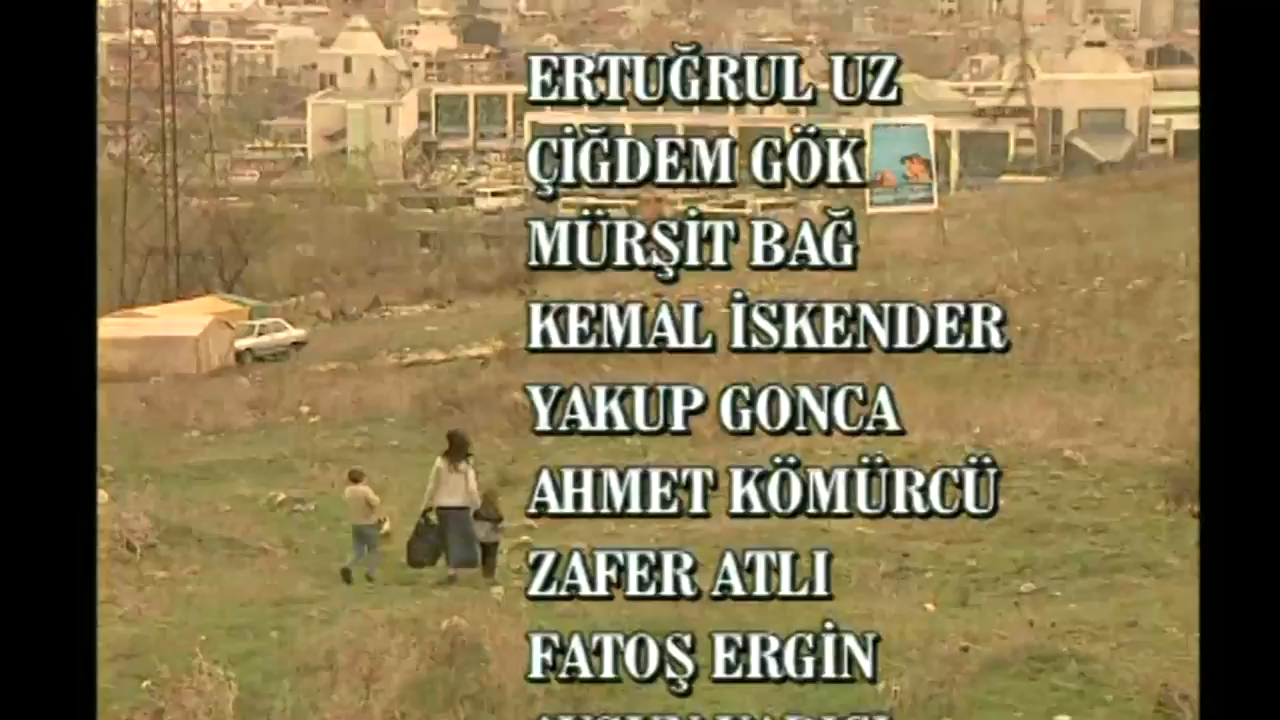 ERTUĞRUL UZ
ÇİĞDEM GÖK
MÜRŞİT BAĞ
KEMAL İSKENDER
YAKUP GONCA
AHMET KÖMÜRCÜ
ZAFER ATLI
FATOŞ ERGİN